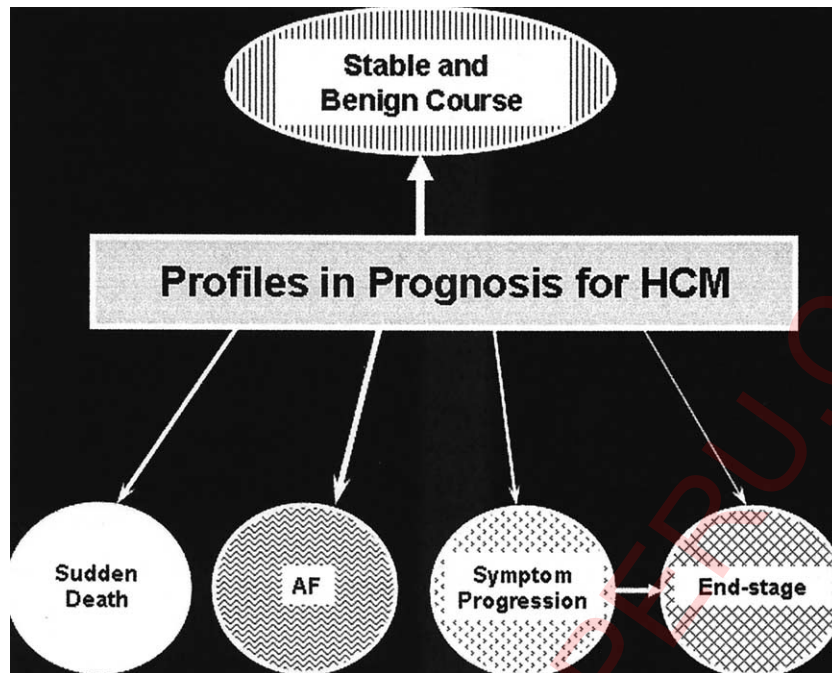 Stable and
Benign Course
Profiles in Prognosis for HCM
Sudden
Death
AF
Symptom
Progression
End-stage